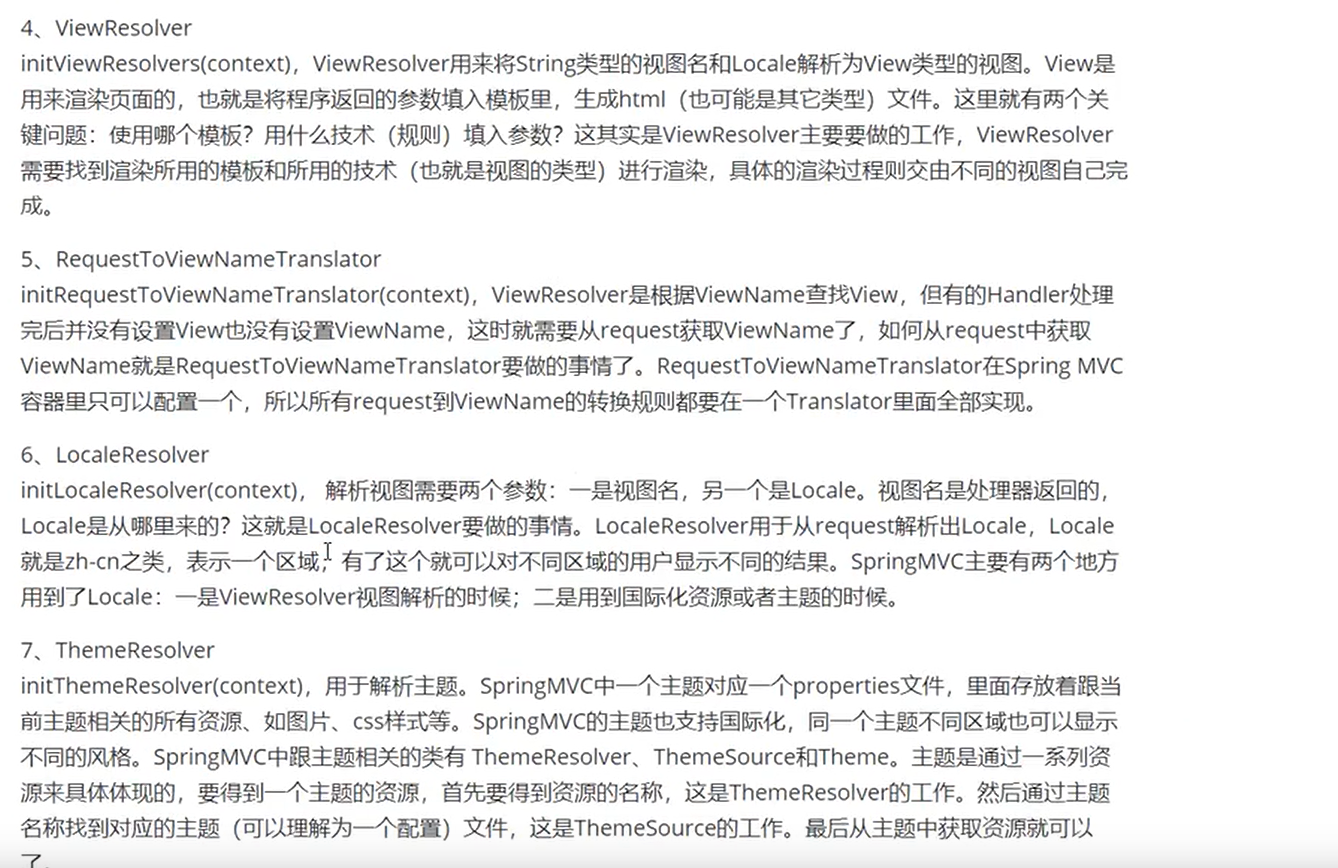 4、ViewResolver
initViewResolvers(context)，ViewResolver用来将String类型的视图名和Locale解析为View类型的视图。View是
用来渲染页面的，也就是将程序返回的参数填入模板里，生成html（也可能是其它类型）文件。这里就有两个关
键问题：使用哪个模板？用什么技术（规则）填入参数？这其实是ViewResolver主要要做的工作，ViewResolver
需要找到渲染所用的模板和所用的技术（也就是视图的类型）进行渲染，具体的渲染过程则交由不同的视图自己完
成。
5、RequestToViewNameTranslator
initRequestToViewNameTranslator(context)，ViewResolver是根据ViewName查找View，但有的Handler处理
完后并没有设置View也没有设置ViewName，这时就需要从request获取ViewName了，如何从request中获取
ViewName就是RequestToViewNameTranslator要做的事情了。RequestToViewNameTranslator在Spring MVC
容器里只可以配置一个，所以所有request到ViewName的转换规则都要在一个Translator里面全部实现。
6、LocaleResolver
initLocaleResolver(context)， 解析视图需要两个参数：一是视图名，另一个是Locale。视图名是处理器返回的，
Locale是从哪里来的？这就是LocaleResolver要做的事情。LocaleResolver用于从request解析出Locale，Locale
就是zh-cn之类，表示一个区域，有了这个就可以对不同区域的用户显示不同的结果。SpringMVC主要有两个地方
用到了Locale：一是ViewResolver视图解析的时候；二是用到国际化资源或者主题的时候。
7、ThemeResolver
initThemeResolver(context)，用于解析主题。SpringMVC中一个主题对应一个properties文件，里面存放着跟当
前主题相关的所有资源、如图片、css样式等。SpringMVC的主题也支持国际化，同一个主题不同区域也可以显示
不同的风格。SpringMVC中跟主题相关的类有 ThemeResolver、ThemeSource和Theme。主题是通过一系列资
源来具体体现的，要得到一个主题的资源，首先要得到资源的名称，这是ThemeResolver的工作。然后通过主题
名称找到对应的主题（可以理解为一个配置）文件，这是ThemeSource的工作。最后从主题中获取资源就可以
了。